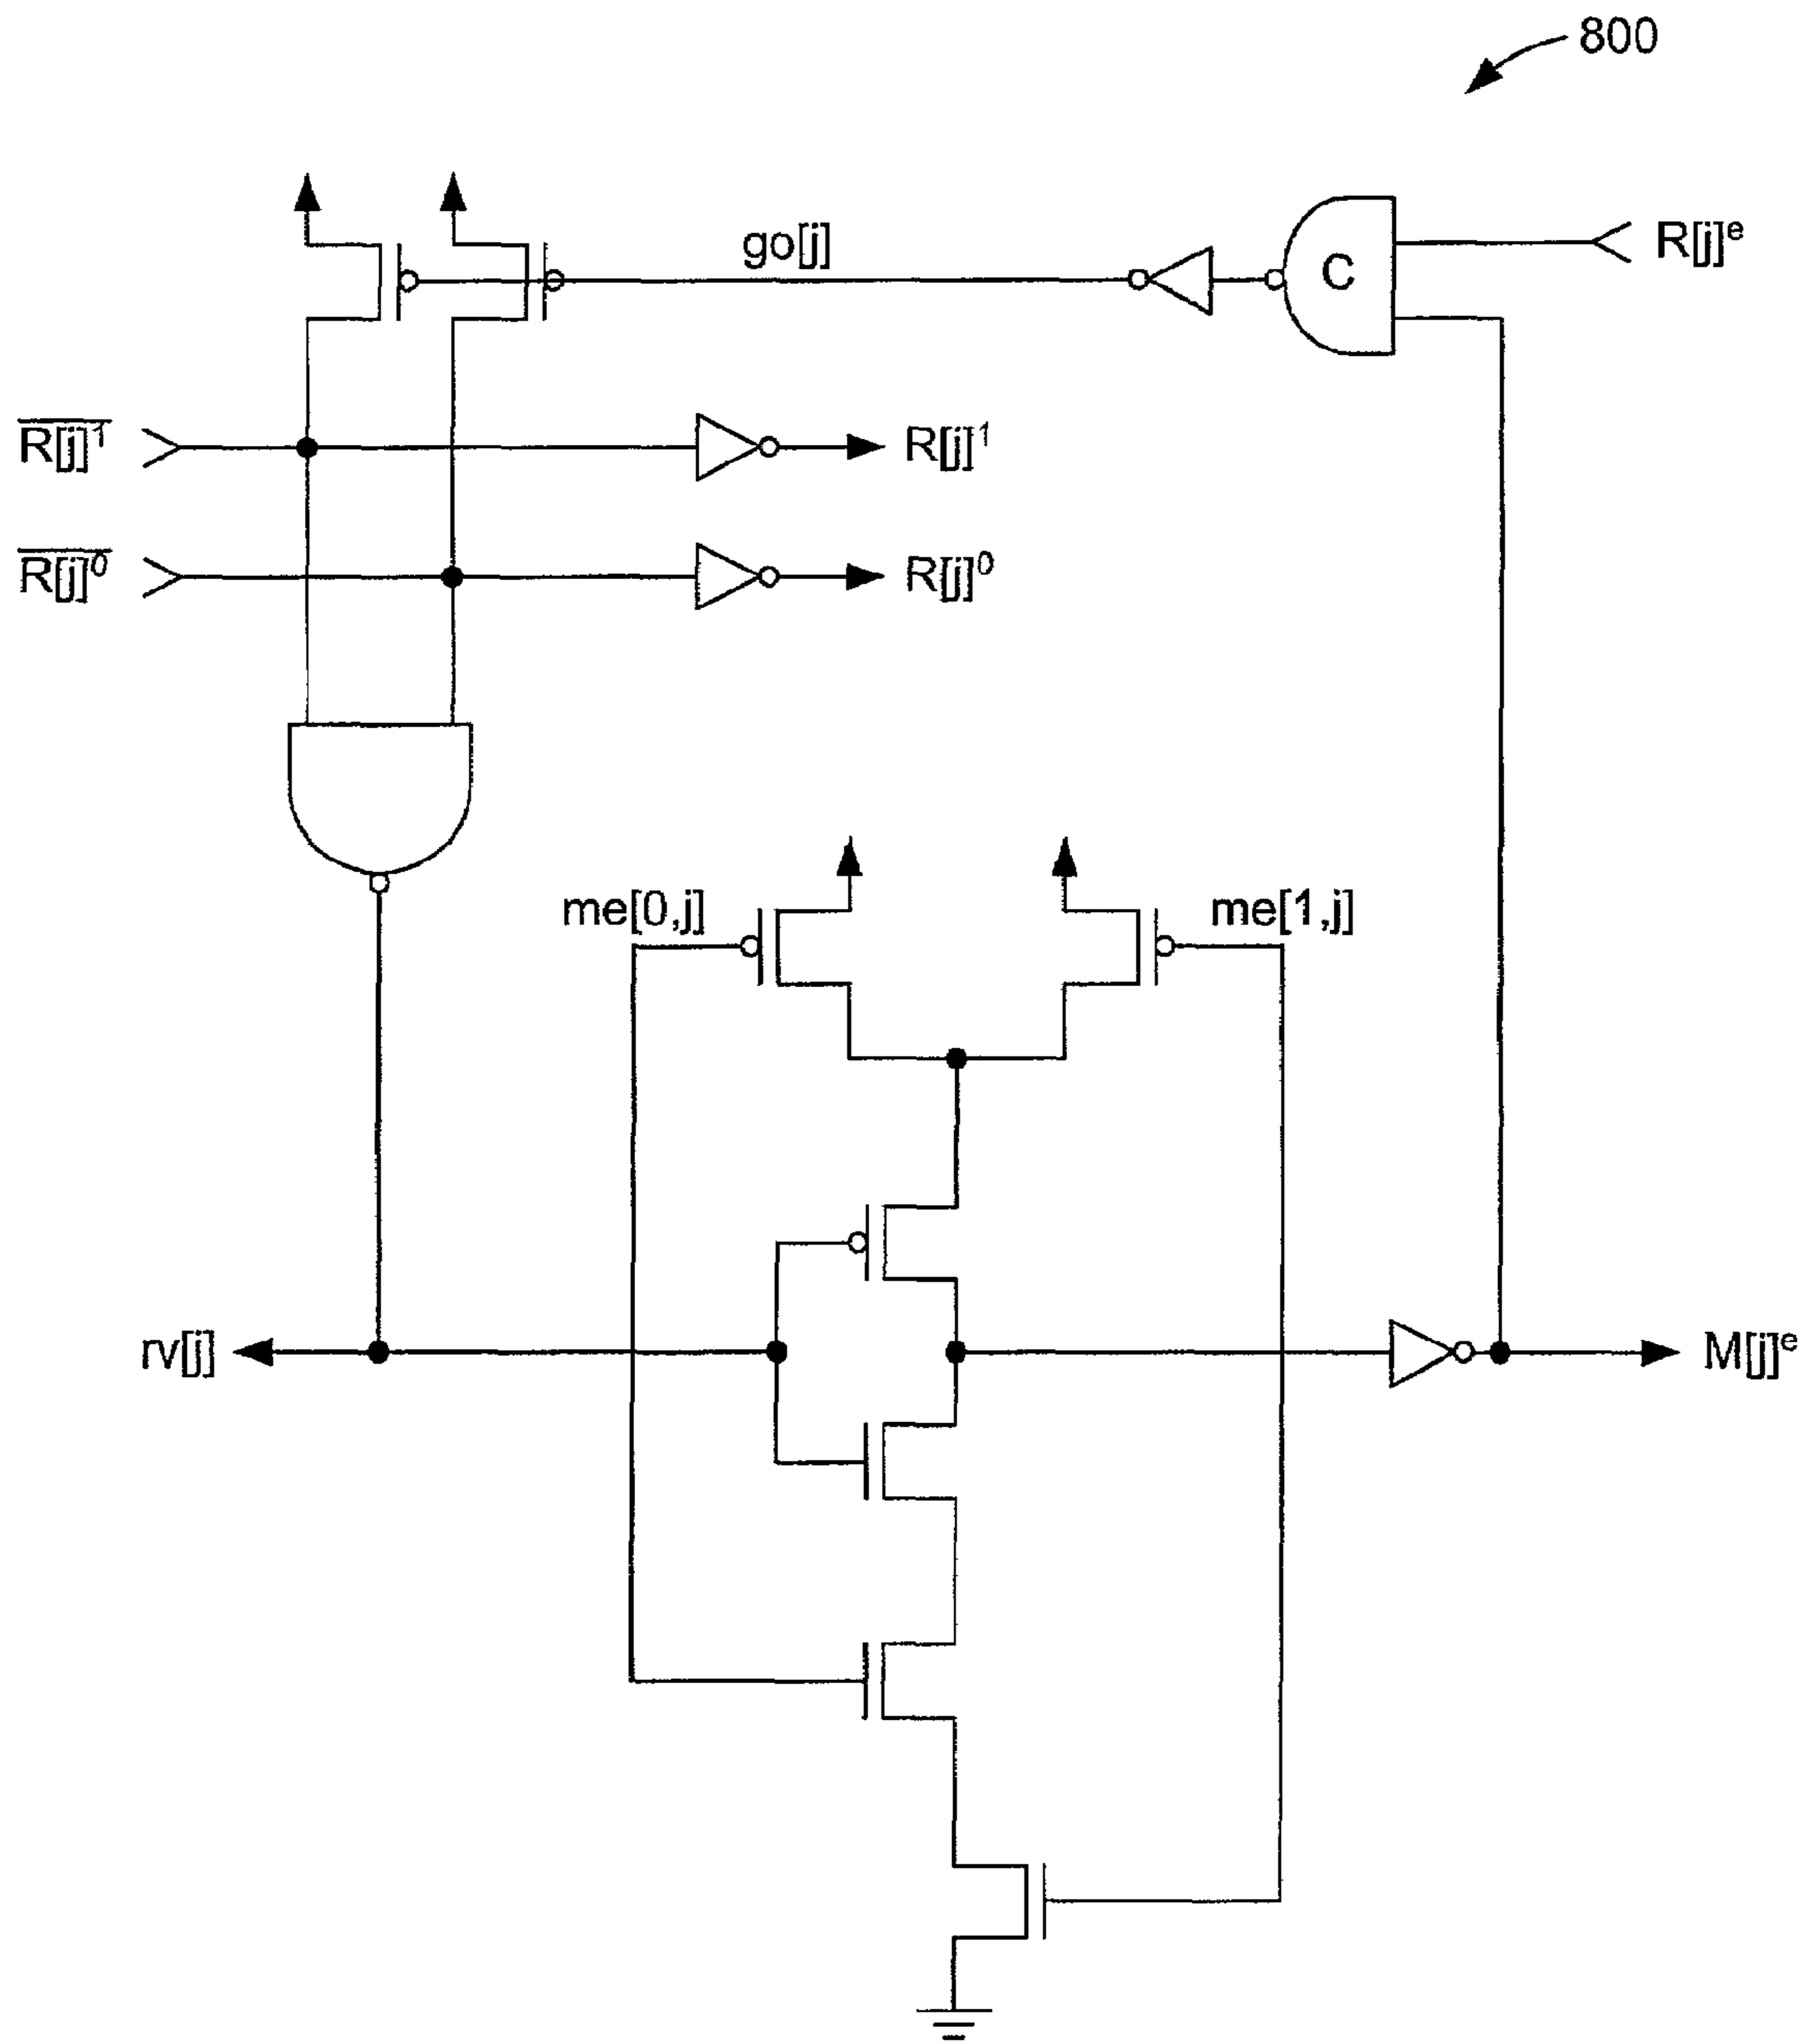 800
go[j]
R[j]ᵉ
C
R̅[̅j̅]̅¹̅
R[j]¹
R̅[̅j̅]̅⁰̅
R[j]⁰
me[0,j]
me[1,j]
rv[j]
M[j]ᵉ